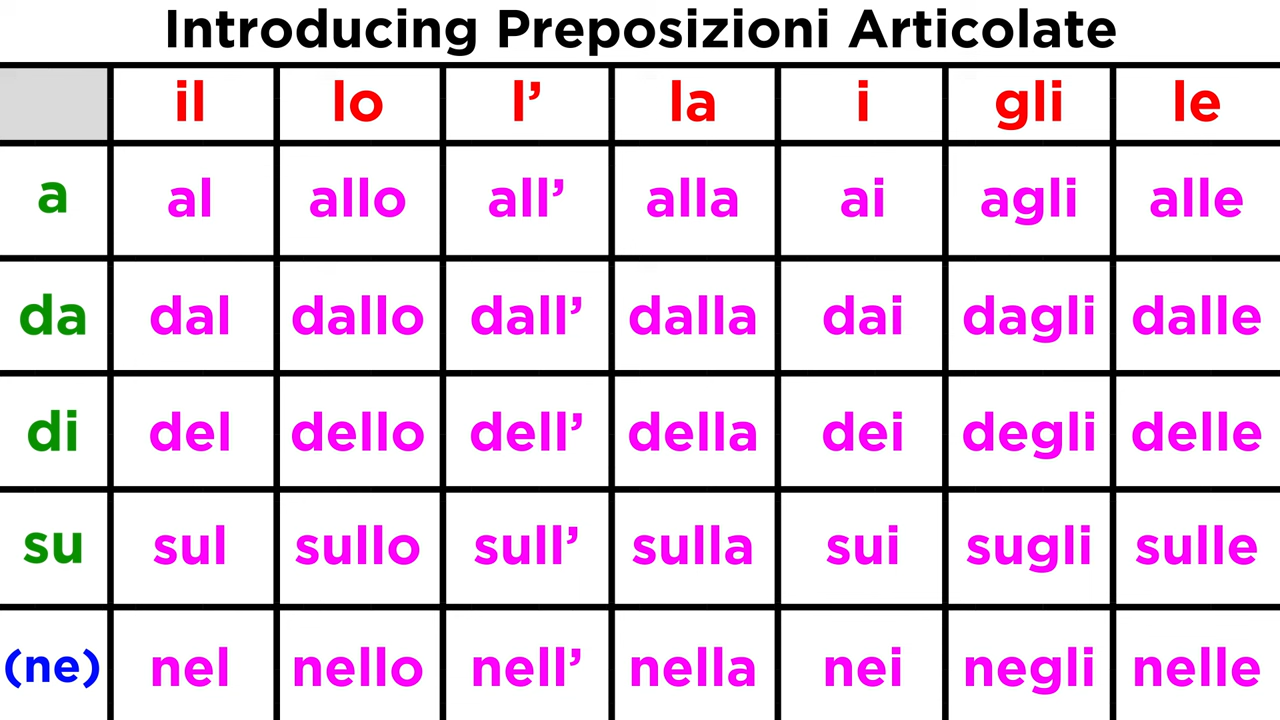 Introducing Preposizioni Articolate
il lo l’ la i gli le
a al allo all’ alla ai agli alle
da dal dallo dall’ dalla dai dagli dalle
di del dello dell’ della dei degli delle
su sul sullo sull’ sulla sui sugli sulle
(ne) nel nello nell’ nella nei negli nelle